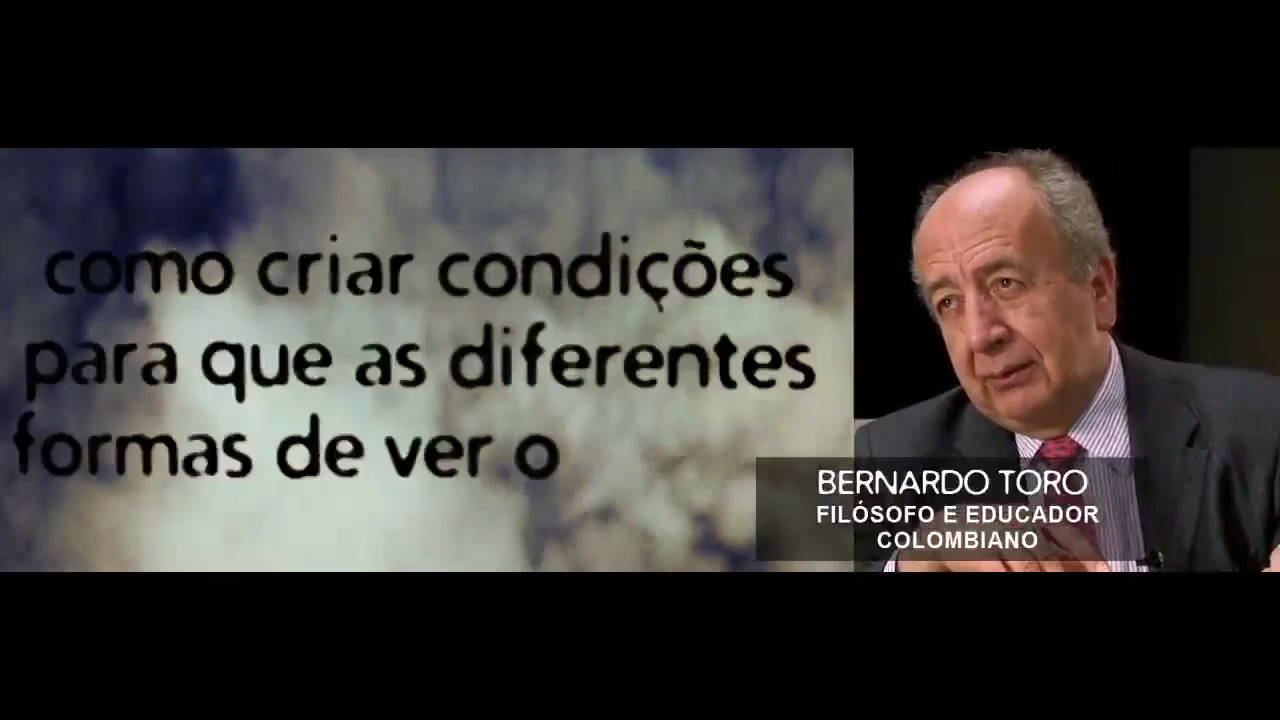 como criar condições
para que as diferentes
formas de ver o
BERNARDO TORO
FILÓSOFO E EDUCADOR
COLOMBIANO